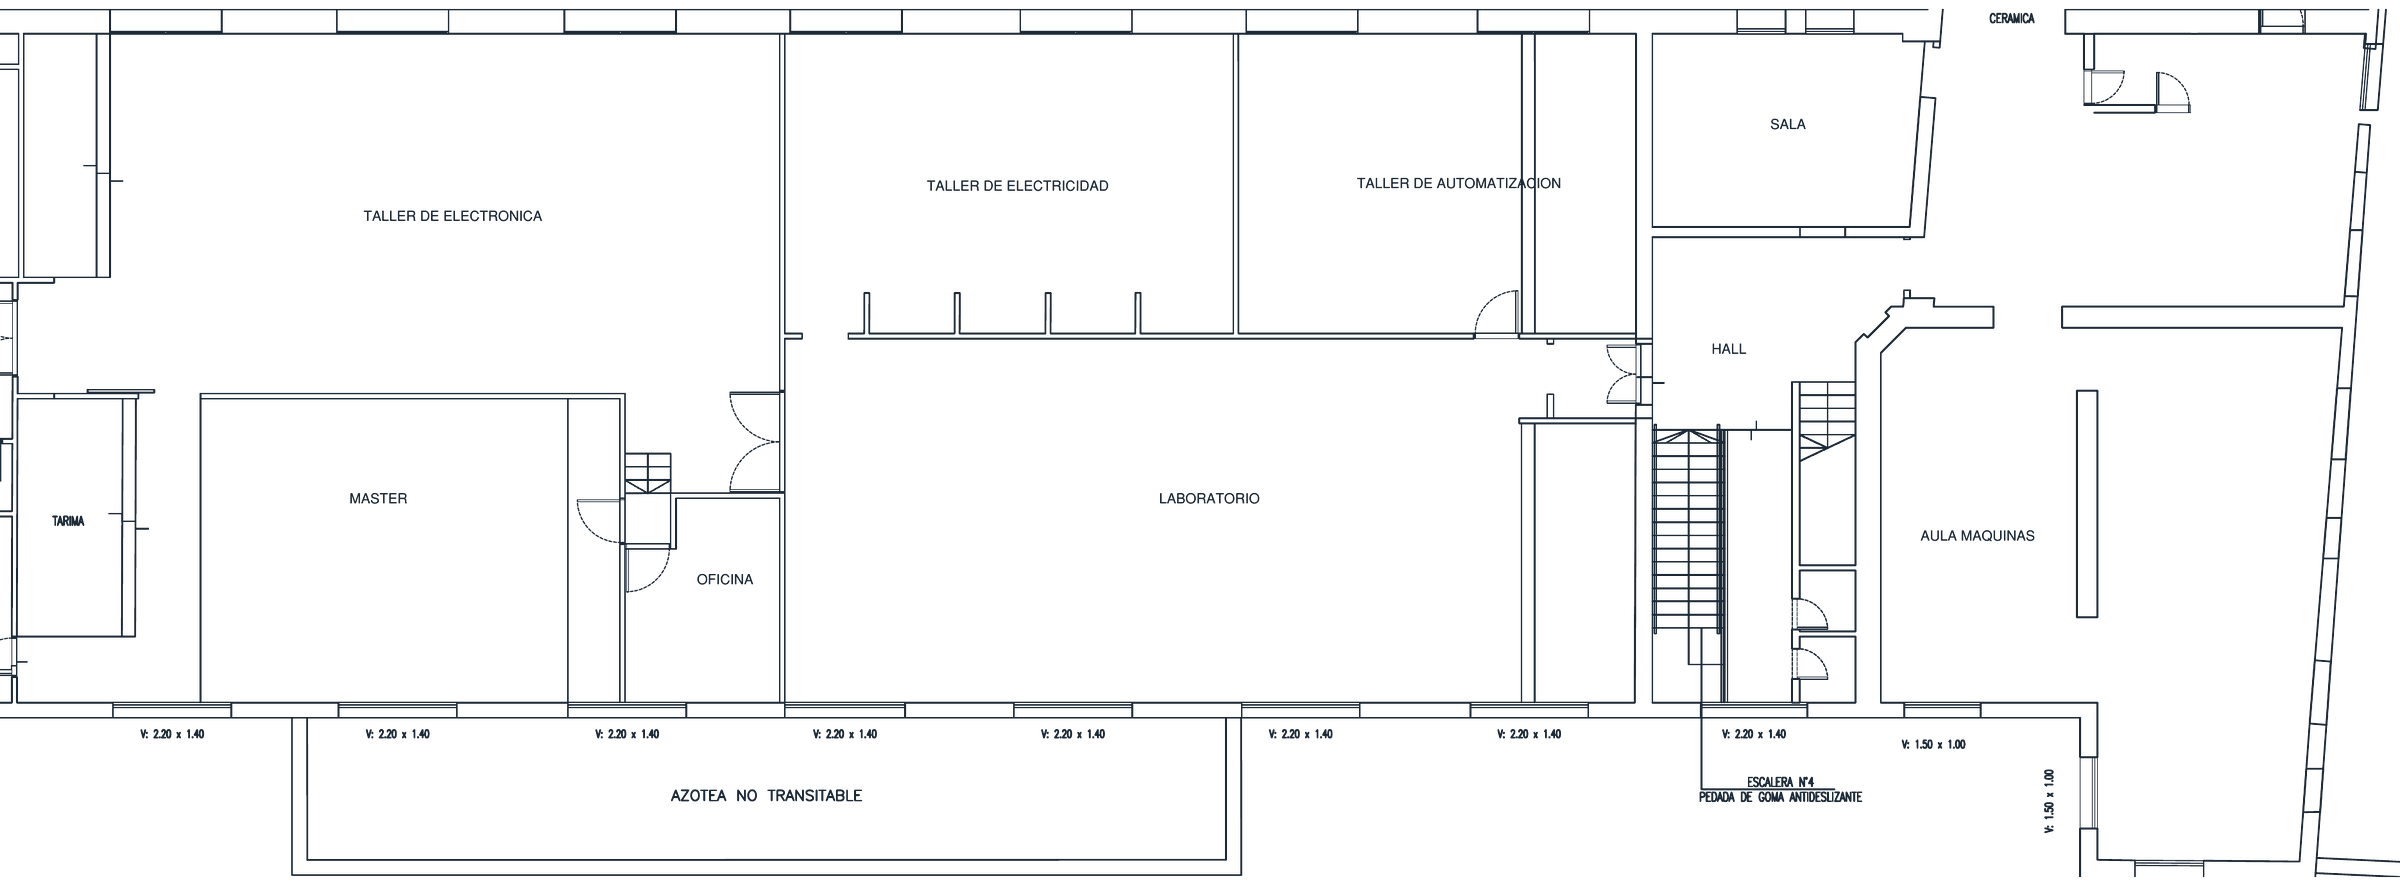 CERAMICA
SALA
TALLER DE ELECTRICIDAD
TALLER DE AUTOMATIZACION
TALLER DE ELECTRONICA
HALL
MASTER
LABORATORIO
TARIMA
AULA MAQUINAS
OFICINA
V: 2.20 x 1.40
V: 2.20 x 1.40
V: 2.20 x 1.40
V: 2.20 x 1.40
V: 2.20 x 1.40
V: 2.20 x 1.40
V: 2.20 x 1.40
V: 2.20 x 1.40
V: 1.50 x 1.00
ESCALERA N°4
PEDADA DE GOMA ANTIDESLIZANTE
AZOTEA NO TRANSITABLE
V: 1.50 x 1.00